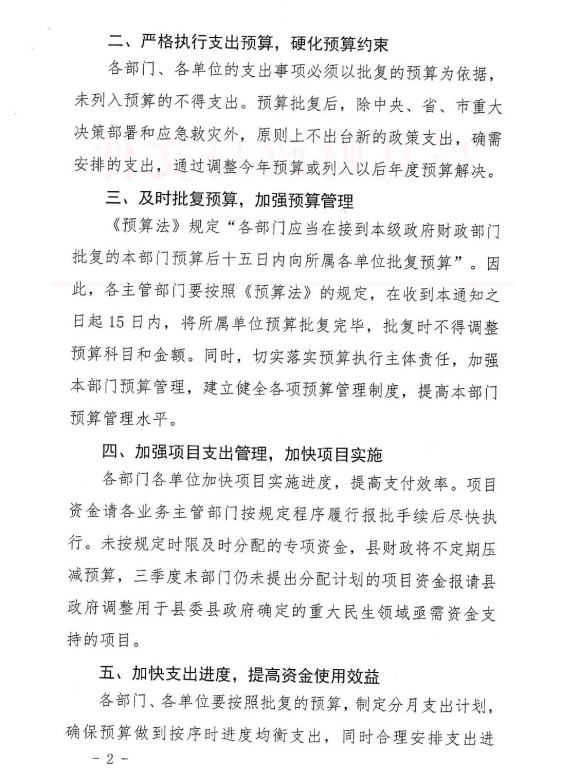 二、严格执行支出预算，硬化预算约束
各部门、各单位的支出事项必须以批复的预算为依据，
未列入预算的不得支出。预算批复后，除中央、省、市重大
决策部署和应急救灾外，原则上不出台新的政策支出，确需
安排的支出，通过调整今年预算或列入以后年度预算解决。
三、及时批复预算，加强预算管理
《预算法》规定“各部门应当在接到本级政府财政部门
批复的本部门预算后十五日内向所属各单位批复预算”。因
此，各主管部门要按照《预算法》的规定，在收到本通知之
日起 15 日内，将所属单位预算批复完毕，批复时不得调整
预算科目和金额。同时，切实落实预算执行主体责任，加强
本部门预算管理，建立健全各项预算管理制度，提高本部门
预算管理水平。
四、加强项目支出管理，加快项目实施
各部门各单位加快项目实施进度，提高支付效率。项目
资金请各业务主管部门按规定程序履行报批手续后尽快执
行。未按规定时限及时分配的专项资金，县财政将不定期压
减预算，三季度末部门仍未提出分配计划的项目资金报请县
政府调整用于县委县政府确定的重大民生领域亟需资金支
持的项目。
五、加快支出进度，提高资金使用效益
各部门、各单位要按照批复的预算，制定分月支出计划，
确保预算做到按序时进度均衡支出，同时合理安排支出进
- 2 -